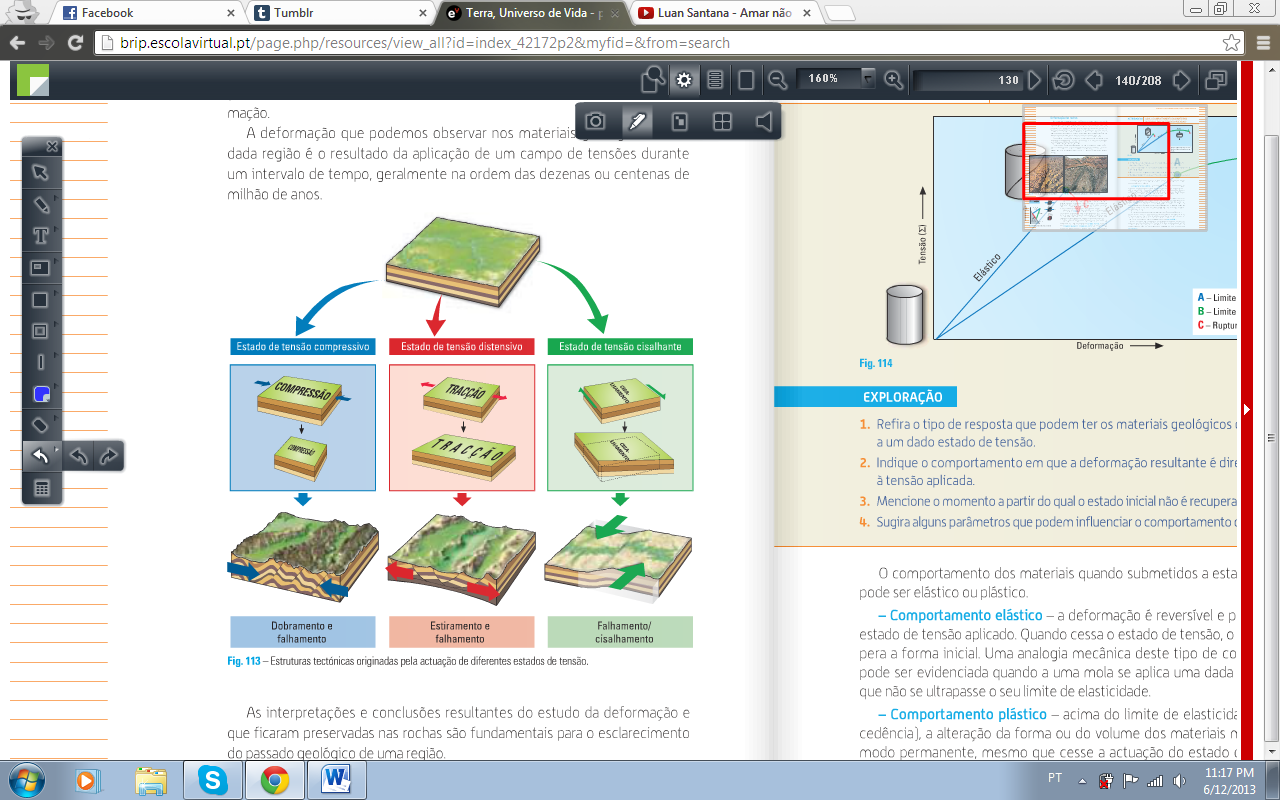 Facebook
Tumblr
Terra, Universo de Vida - p
Luan Santana - Amar não
brip.escolavirtual.pt/page.php/resources/view_all?id=index_42172p2&myfid=&from=search
160%
130
140/208
mação.
A deformação que podemos observar nos materiais
dada região é o resultado da aplicação de um campo de tensões durante
um intervalo de tempo, geralmente na ordem das dezenas ou centenas de
milhão de anos.
Estado de tensão compressivo
Estado de tensão distensivo
Estado de tensão cisalhante
COMPRESSÃO
TRACÇÃO
COMPRESSÃO
TRACÇÃO
Dobramento e
falhamento
Estiramento e
falhamento
Falhamento/
cisalhamento
Fig. 113 – Estruturas tectónicas originadas pela actuação de diferentes estados de tensão.
As interpretações e conclusões resultantes do estudo da deformação e
que ficaram preservadas nas rochas são fundamentais para o esclarecimento
do passado geológico de uma região.
Tensão (Σ)
Elástico
Elástico
A – Limite
B – Limite
C – Ruptur
Deformação
Fig. 114
EXPLORAÇÃO
1. Refira o tipo de resposta que podem ter os materiais geológicos
a um dado estado de tensão.
2. Indique o comportamento em que a deformação resultante é dire
à tensão aplicada.
3. Mencione o momento a partir do qual o estado inicial não é recupera
4. Sugira alguns parâmetros que podem influenciar o comportamento
O comportamento dos materiais quando submetidos a esta
pode ser elástico ou plástico.
– Comportamento elástico – a deformação é reversível e p
estado de tensão aplicado. Quando cessa o estado de tensão, o
pera a forma inicial. Uma analogia mecânica deste tipo de co
pode ser evidenciada quando a uma mola se aplica uma dada
que não se ultrapasse o seu limite de elasticidade.
– Comportamento plástico – acima do limite de elasticida
cedência), a alteração da forma ou do volume dos materiais m
modo permanente, mesmo que cesse a actuação do estado
PT
11:17 PM
6/12/2013